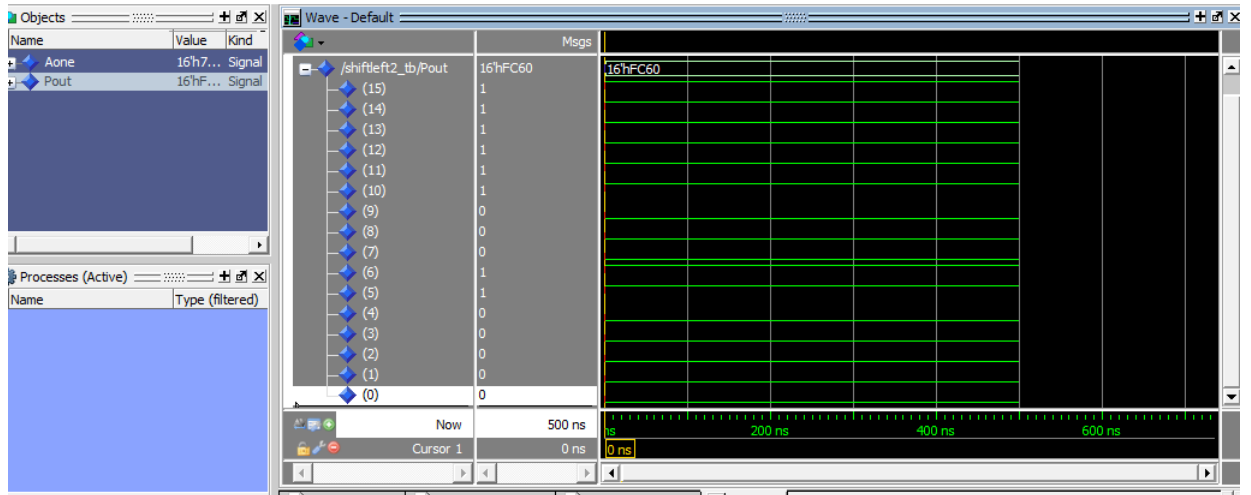 Objects
Name Value Kind
Aone 16'h7... Signal
Pout 16'hF... Signal
Processes (Active)
Name Type (filtered)
Wave - Default
Msgs
/shiftleft2_tb/Pout 16'hFC60 16'hFC60
(15) 1
(14) 1
(13) 1
(12) 1
(11) 1
(10) 1
(9) 0
(8) 0
(7) 0
(6) 1
(5) 1
(4) 0
(3) 0
(2) 0
(1) 0
(0) 0
Now 500 ns ns 200 ns 400 ns 600 ns
Cursor 1 0 ns 0 ns